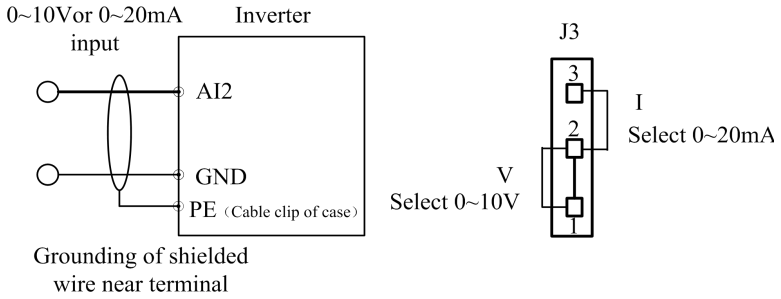 0~10Vor 0~20mA
input
Inverter
AI2
GND
PE（Cable clip of case）
Grounding of shielded
wire near terminal
J3
3
I
Select 0~20mA
2
V
Select 0~10V
1